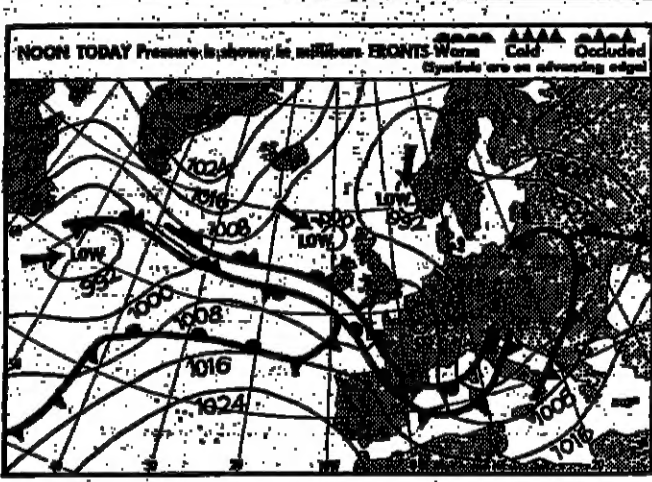 NOON TODAY Pressure is shown in millibars FRONTS Warm Cold Occluded
(Symbols are on advancing edge)
1024
1016
1008
LOW
992
LOW
LOW
992
1000
1008
1016
1024
1008
1016